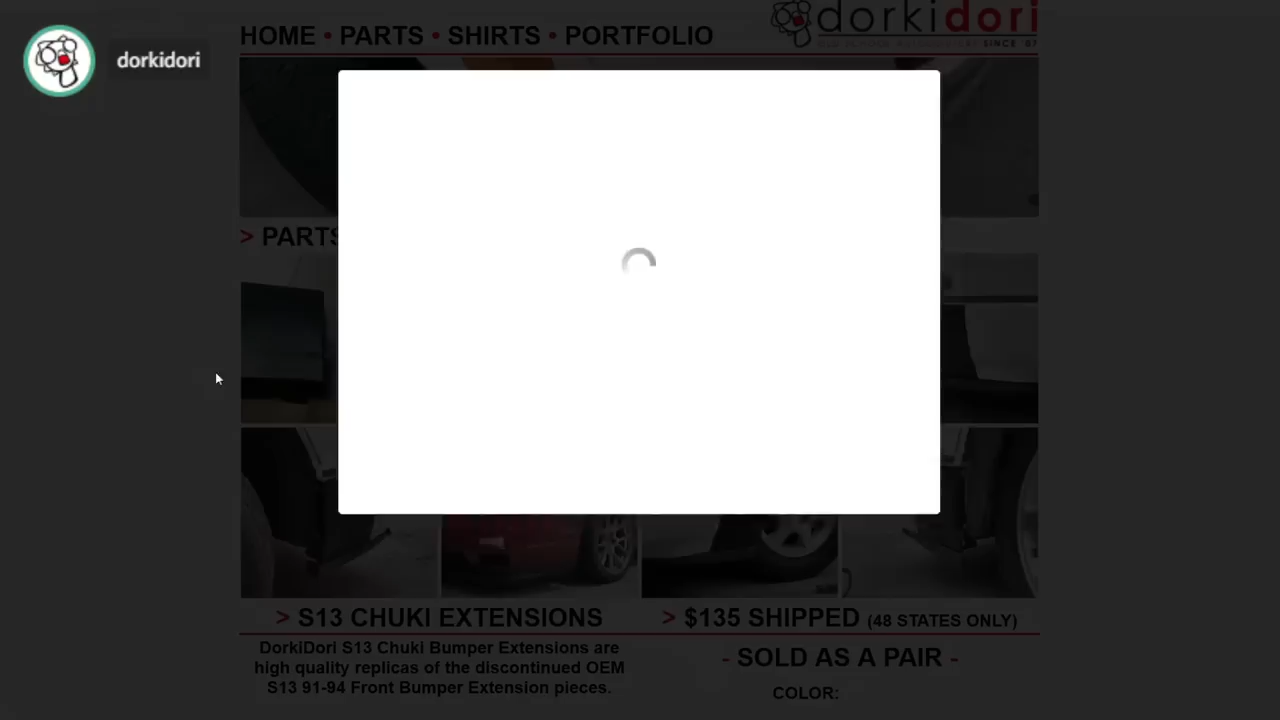 HOME • PARTS • SHIRTS • PORTFOLIO
dorkidori
SINCE 07
dorkidori
> PARTS
> S13 CHUKI EXTENSIONS
> $135 SHIPPED (48 STATES ONLY)
DorkiDori S13 Chuki Bumper Extensions are
high quality replicas of the discontinued OEM
S13 91-94 Front Bumper Extension pieces.
- SOLD AS A PAIR -
COLOR: